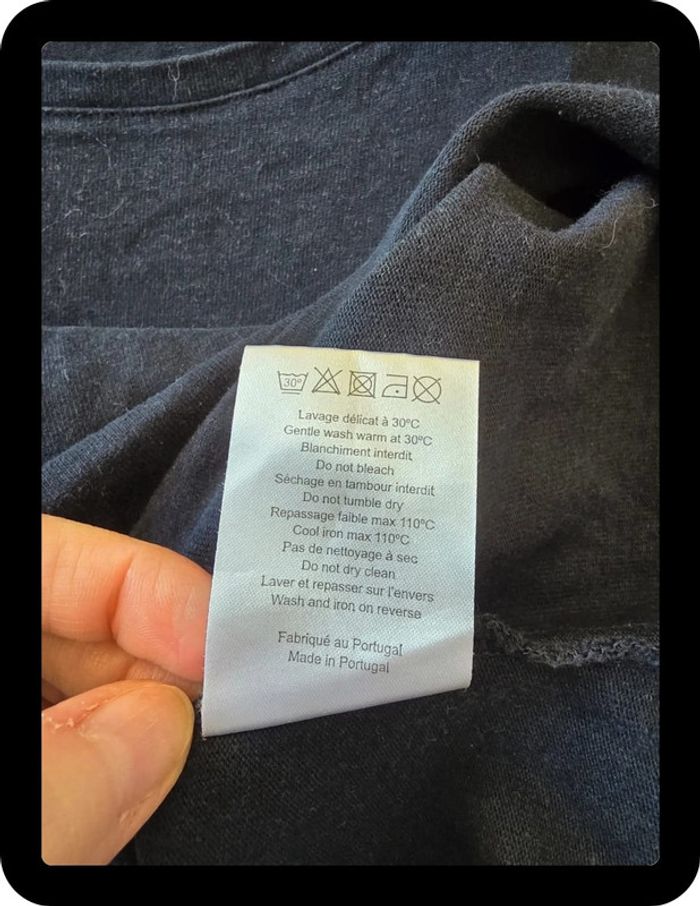 30°
Lavage délicat à 30ºC
Gentle wash warm at 30ºC
Blanchiment interdit
Do not bleach
Séchage en tambour interdit
Do not tumble dry
Repassage faible max 110ºC
Cool iron max 110ºC
Pas de nettoyage à sec
Do not dry clean
Laver et repasser sur l'envers
Wash and iron on reverse
Fabriqué au Portugal
Made in Portugal